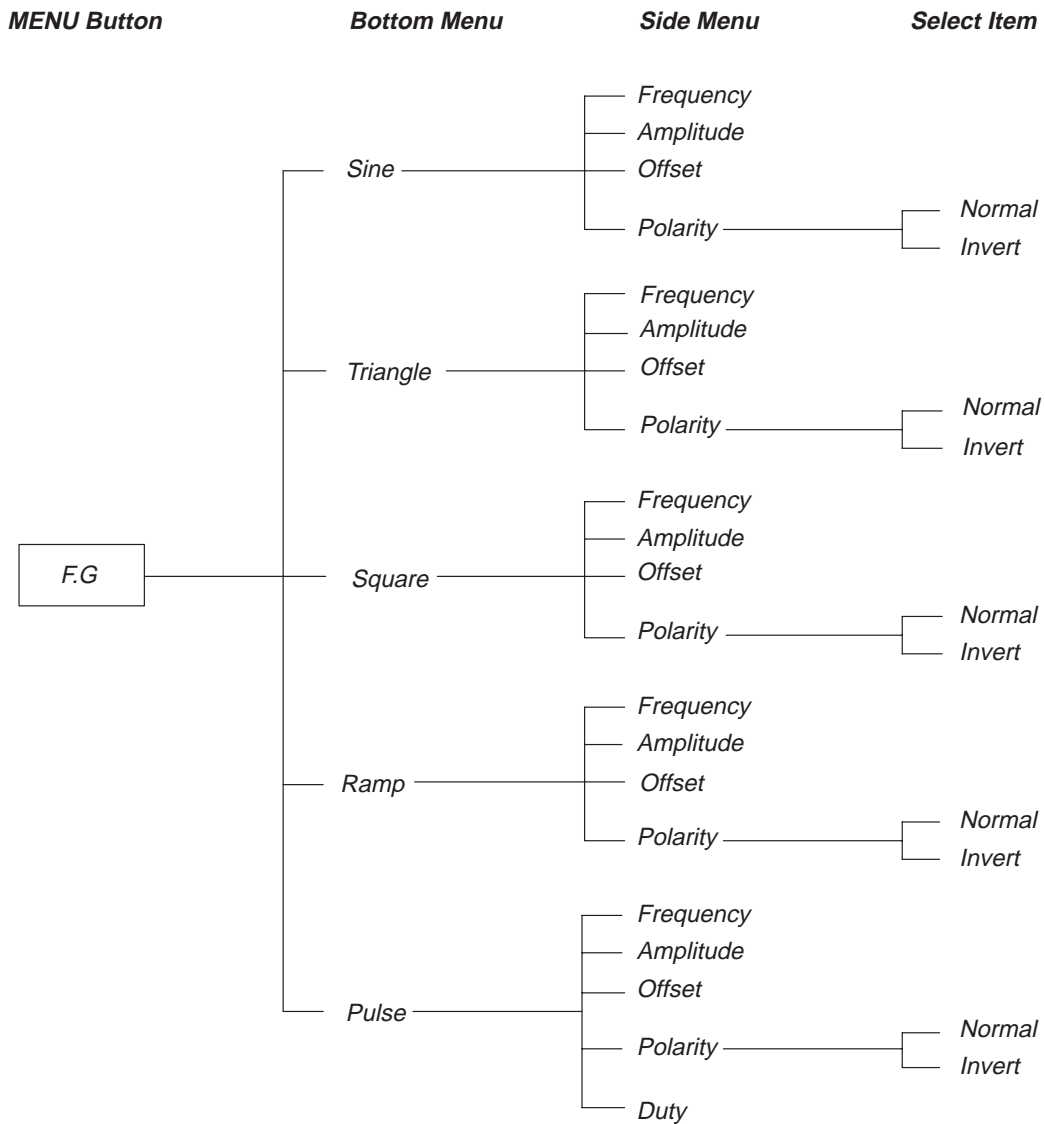 MENU Button Bottom Menu Side Menu Select Item
Frequency
Amplitude
Sine Offset
Polarity Normal
Invert
Frequency
Amplitude
Triangle Offset
Polarity Normal
Invert
Frequency
Amplitude
F.G Square Offset
Polarity Normal
Invert
Frequency
Amplitude
Ramp Offset
Polarity Normal
Invert
Frequency
Amplitude
Offset
Pulse
Polarity Normal
Invert
Duty